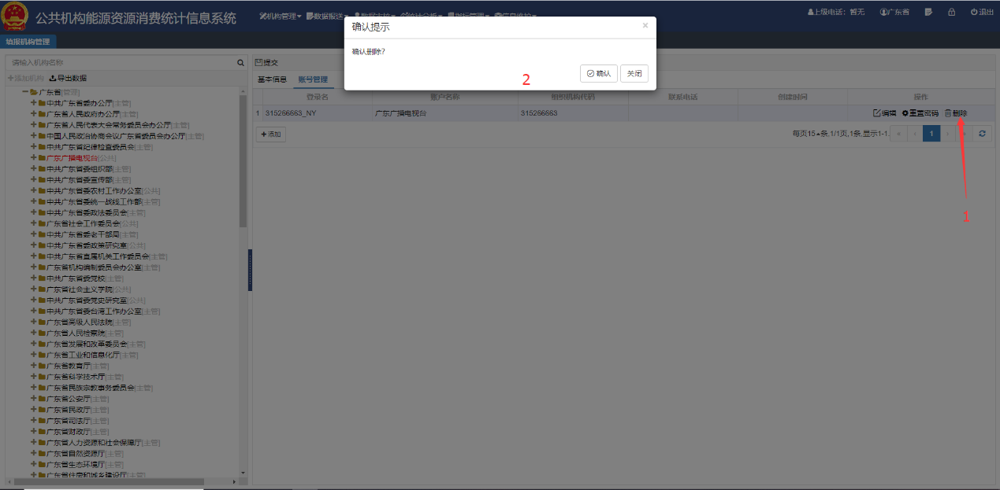 公共机构能源资源消费统计信息系统
机构管理 数据报送 数据审核 统计分析 指标管理 信息维护
上级电话：暂无 广东省 退出
填报机构管理
确认提示 ×
确认删除?
确认 关闭
2
请输入机构名称
添加机构 导出数据
提交
基本信息 账号管理
登录名 账户名称 组织机构代码 联系电话 创建时间 操作
1 315266663_NY 广东广播电视台 315266663 编辑 重置密码 删除
添加
每页15条,1/1页,1条,显示1-1. « ‹ 1 › »
1
广东省[管理]
中共广东省委办公厅[主管]
广东省人民政府办公厅[主管]
广东省人民代表大会常务委员会办公厅[主管]
中国人民政治协商会议广东省委员会办公厅[主管]
中共广东省纪律检查委员会[主管]
广东广播电视台[公共]
中共广东省委组织部[主管]
中共广东省委宣传部[主管]
中共广东省委农村工作办公室[公共]
中共广东省委统一战线工作部[主管]
中共广东省委政法委员会[主管]
广东省社会工作委员会[公共]
中共广东省委老干部局[主管]
中共广东省委政策研究室[公共]
中共广东省直属机关工作委员会[主管]
广东省机构编制委员会办公室[主管]
中共广东省委党校[主管]
广东省社会主义学院[公共]
中共广东省委党史研究室[公共]
中共广东省委台湾工作办公室[主管]
广东省高级人民法院[主管]
广东省人民检察院[主管]
广东省发展和改革委员会[主管]
广东省工业和信息化厅[主管]
广东省教育厅[主管]
广东省科学技术厅[主管]
广东省民族宗教事务委员会[主管]
广东省公安厅[主管]
广东省民政厅[主管]
广东省司法厅[主管]
广东省财政厅[主管]
广东省人力资源和社会保障厅[主管]
广东省自然资源厅[主管]
广东省生态环境厅[主管]
广东省住房和城乡建设厅[主管]